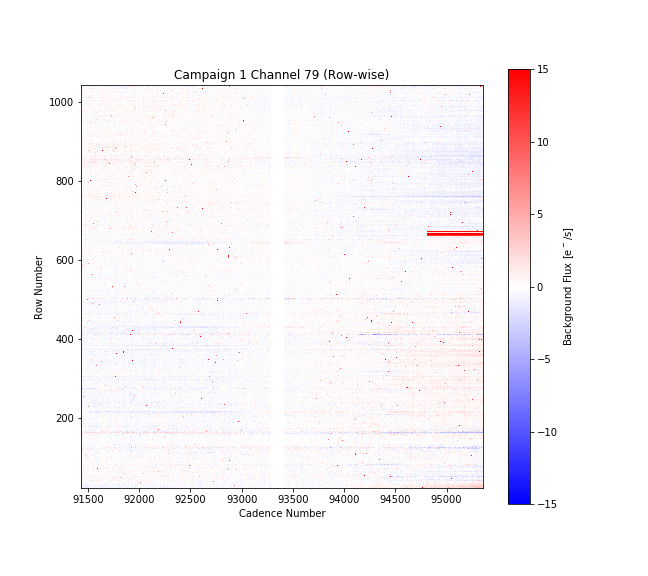 Campaign 1 Channel 79 (Row-wise)
1000
800
600
400
200
Row Number
91500 92000 92500 93000 93500 94000 94500 95000
Cadence Number
15
10
5
0
−5
−10
−15
Background Flux [e⁻/s]